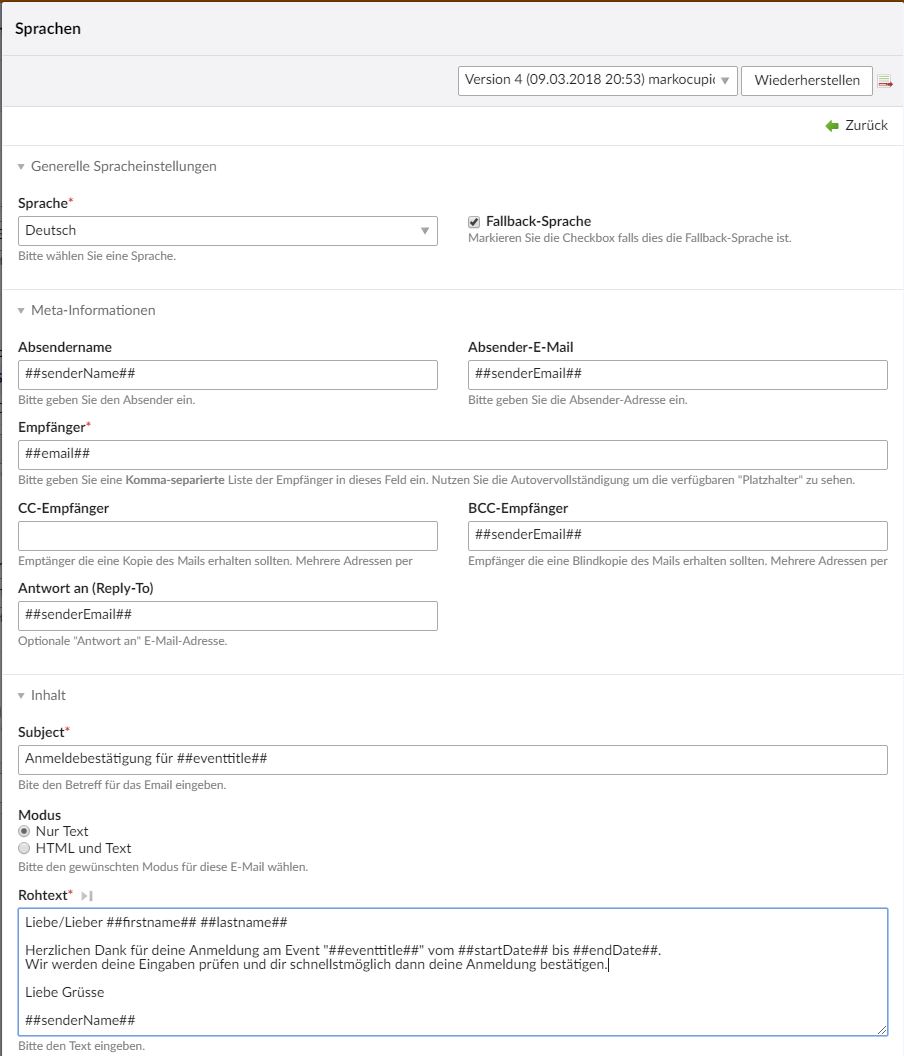 Sprachen
Version 4 (09.03.2018 20:53) markocupic
Wiederherstellen
Zurück
Generelle Spracheinstellungen
Sprache*
Deutsch
Bitte wählen Sie eine Sprache.
Fallback-Sprache
Markieren Sie die Checkbox falls dies die Fallback-Sprache ist.
Meta-Informationen
Absendername
##senderName##
Bitte geben Sie den Absender ein.
Absender-E-Mail
##senderEmail##
Bitte geben Sie die Absender-Adresse ein.
Empfänger*
##email##
Bitte geben Sie eine Komma-separierte Liste der Empfänger in dieses Feld ein. Nutzen Sie die Autovervollständigung um die verfügbaren "Platzhalter" zu sehen.
CC-Empfänger
Emptänger die eine Kopie des Mails erhalten sollten. Mehrere Adressen per
BCC-Empfänger
##senderEmail##
Empfänger die eine Blindkopie des Mails erhalten sollten. Mehrere Adressen per
Antwort an (Reply-To)
##senderEmail##
Optionale "Antwort an" E-Mail-Adresse.
Inhalt
Subject*
Anmeldebestätigung für ##eventtitle##
Bite den Betreff für das Email eingeben.
Modus
Nur Text
HTML und Text
Bitte den gewünschten Modus für diese E-Mail wählen.
Rohtext*
Liebe/Lieber ##firstname## ##lastname##
Herzlichen Dank für deine Anmeldung am Event "##eventtitle##" vom ##startDate## bis ##endDate##.
Wir werden deine Eingaben prüfen und dir schnellstmöglich dann deine Anmeldung bestätigen.
Liebe Grüsse
##senderName##
Bitte den Text eingeben.